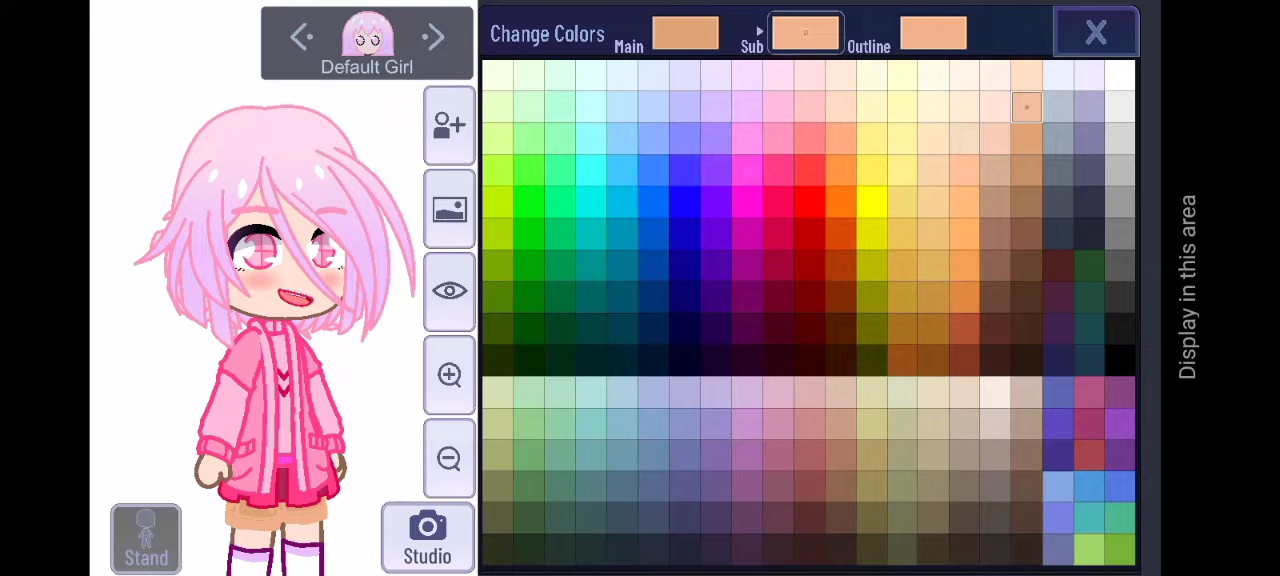 Default Girl
Change Colors
Main
Sub
Outline
X
Studio
Stand
Display in this area